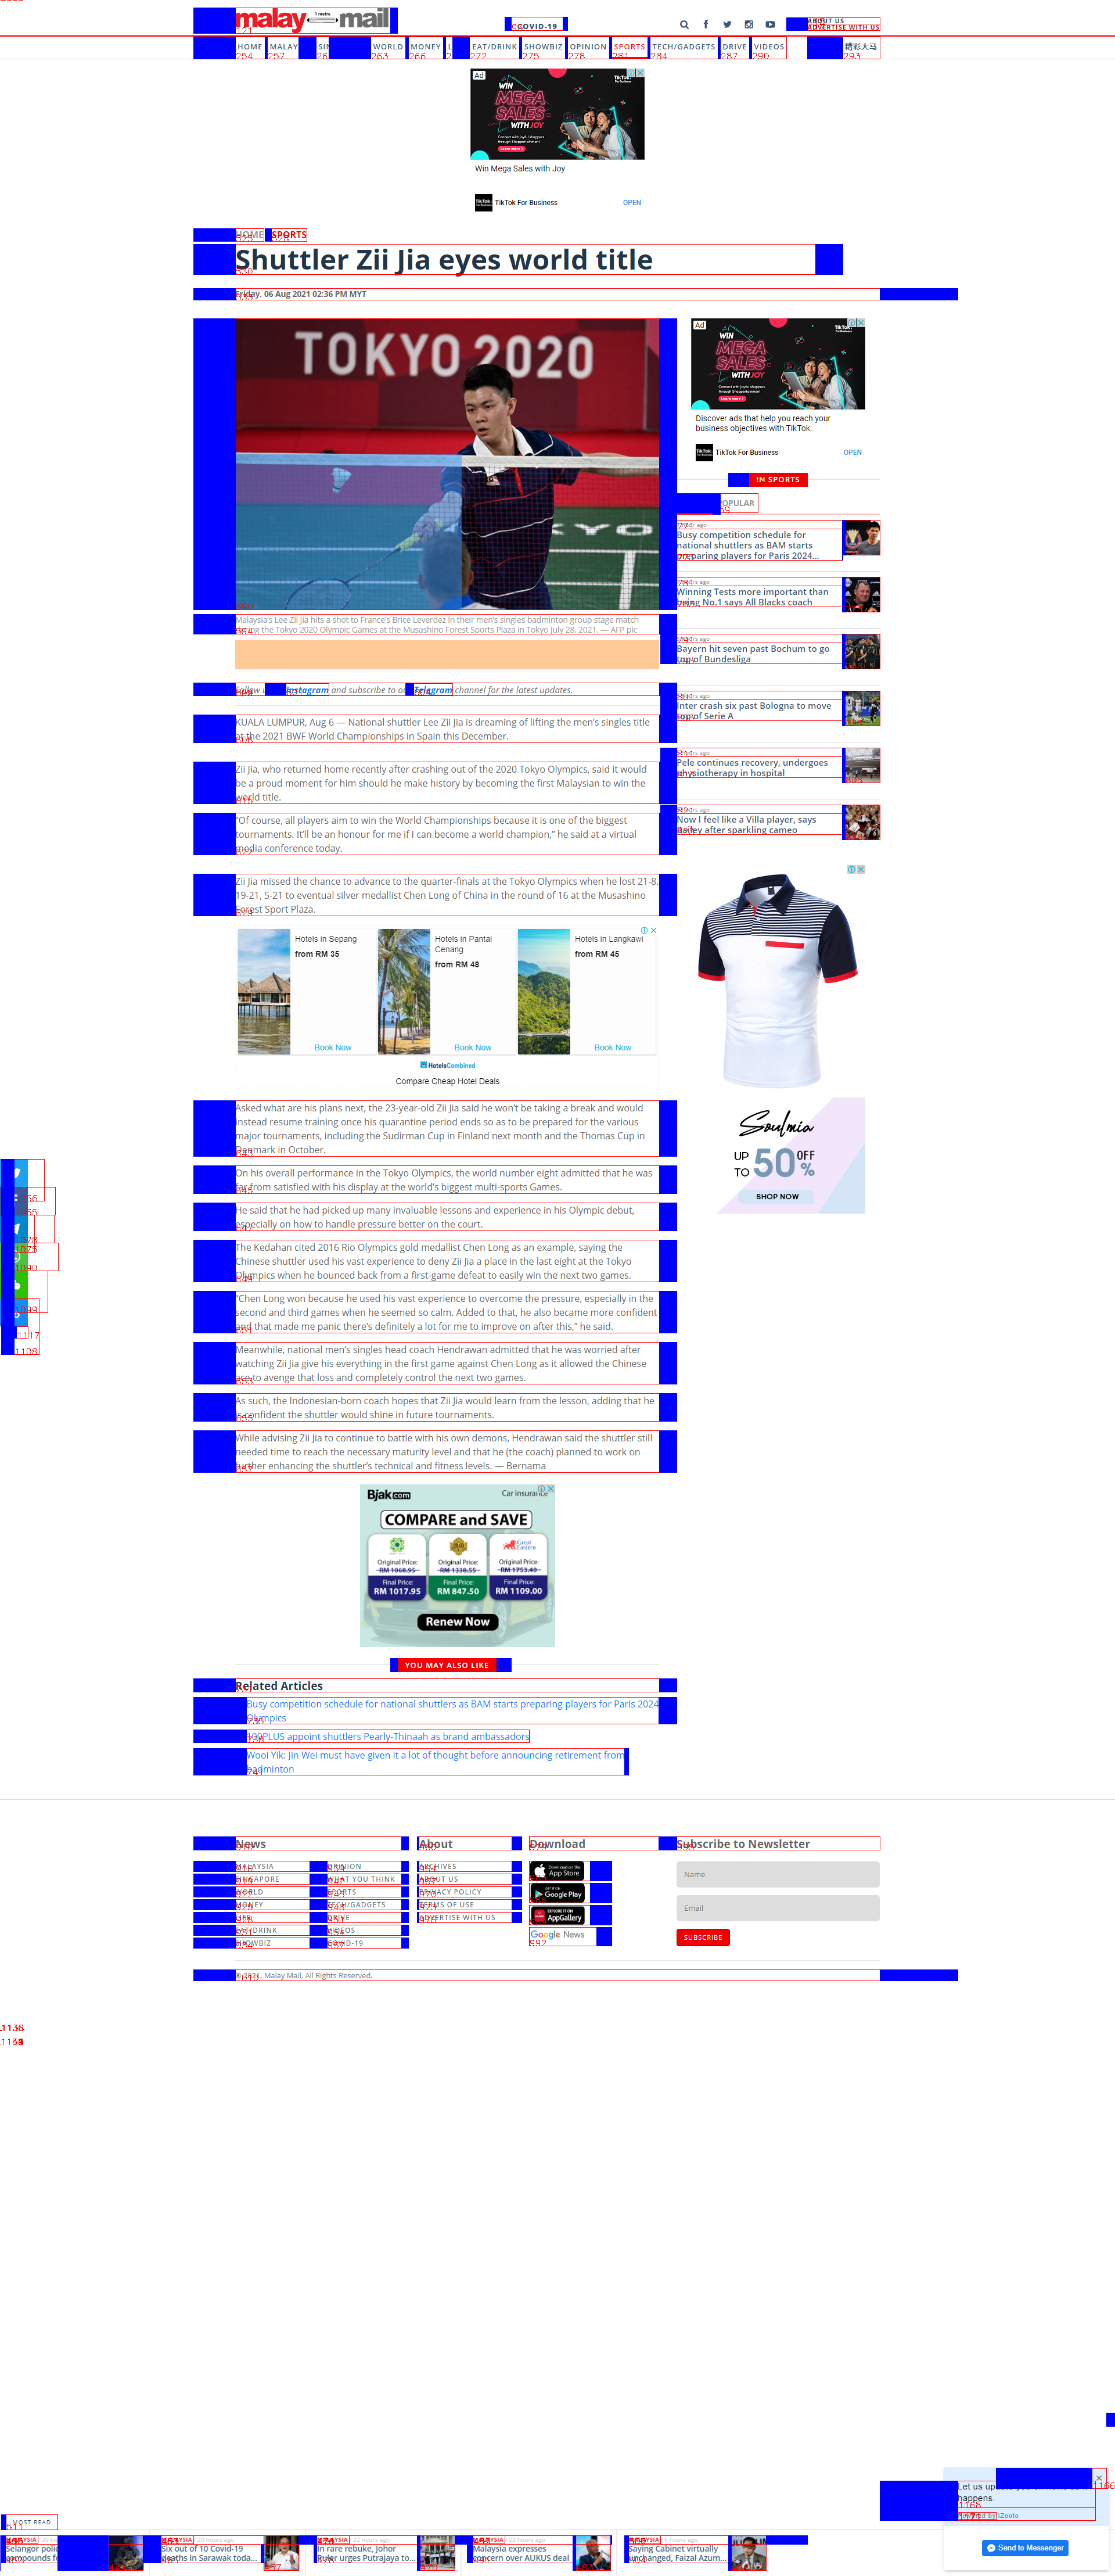 malay mail
1 metre
COVID-19
ABOUT US
ADVERTISE WITH US
HOME MALAY SIN WORLD MONEY L EAT/DRINK SHOWBIZ OPINION SPORTS TECH/GADGETS DRIVE VIDEOS 精彩大马
Ad
WIN MEGA SALES WITH JOY
Win Mega Sales with Joy
TikTok For Business OPEN
HOME SPORTS
Shuttler Zii Jia eyes world title
Friday, 06 Aug 2021 02:36 PM MYT
TOKYO 2020
TOKYO
Malaysia's Lee Zii Jia hits a shot to France's Brice Leverdez in their men's singles badminton group stage match
during the Tokyo 2020 Olympic Games at the Musashino Forest Sports Plaza in Tokyo July 28, 2021. — AFP pic
Follow us on Instagram and subscribe to our Telegram channel for the latest updates.
KUALA LUMPUR, Aug 6 — National shuttler Lee Zii Jia is dreaming of lifting the men's singles title
at the 2021 BWF World Championships in Spain this December.
Zii Jia, who returned home recently after crashing out of the 2020 Tokyo Olympics, said it would
be a proud moment for him should he make history by becoming the first Malaysian to win the
world title.
"Of course, all players aim to win the World Championships because it is one of the biggest
tournaments. It'll be an honour for me if I can become a world champion," he said at a virtual
media conference today.
Zii Jia missed the chance to advance to the quarter-finals at the Tokyo Olympics when he lost 21-8,
19-21, 5-21 to eventual silver medallist Chen Long of China in the round of 16 at the Musashino
Forest Sport Plaza.
Hotels in Sepang
from RM 35
Book Now
Hotels in Pantai
Cenang
from RM 48
Book Now
Hotels in Langkawi
from RM 45
Book Now
HotelsCombined
Compare Cheap Hotel Deals
Asked what are his plans next, the 23-year-old Zii Jia said he won't be taking a break and would
instead resume training once his quarantine period ends so as to be prepared for the various
major tournaments, including the Sudirman Cup in Finland next month and the Thomas Cup in
Denmark in October.
On his overall performance in the Tokyo Olympics, the world number eight admitted that he was
far from satisfied with his display at the world's biggest multi-sports Games.
He said that he had picked up many invaluable lessons and experience in his Olympic debut,
especially on how to handle pressure better on the court.
The Kedahan cited 2016 Rio Olympics gold medallist Chen Long as an example, saying the
Chinese shuttler used his vast experience to deny Zii Jia a place in the last eight at the Tokyo
Olympics when he bounced back from a first-game defeat to easily win the next two games.
"Chen Long won because he used his vast experience to overcome the pressure, especially in the
second and third games when he seemed so calm. Added to that, he also became more confident
and that made me panic there's definitely a lot for me to improve on after this," he said.
Meanwhile, national men's singles head coach Hendrawan admitted that he was worried after
watching Zii Jia give his everything in the first game against Chen Long as it allowed the Chinese
ace to avenge that loss and completely control the next two games.
As such, the Indonesian-born coach hopes that Zii Jia would learn from the lesson, adding that he
is confident the shuttler would shine in future tournaments.
While advising Zii Jia to continue to battle with his own demons, Hendrawan said the shuttler still
needed time to reach the necessary maturity level and that he (the coach) planned to work on
further enhancing the shuttler's technical and fitness levels. — Bernama
Bjak.com Car insurance
COMPARE and SAVE
Original Price: RM 1068.95 Final Price: RM 1017.95
Original Price: RM 1338.55 Final Price: RM 847.50
Great Eastern Original Price: RM 1753.40 Final Price: RM 1109.00
Renew Now
YOU MAY ALSO LIKE
Related Articles
Busy competition schedule for national shuttlers as BAM starts preparing players for Paris 2024
Olympics
100PLUS appoint shuttlers Pearly-Thinaah as brand ambassadors
Wooi Yik: Jin Wei must have given it a lot of thought before announcing retirement from
badminton
Ad
WIN MEGA SALES WITH JOY
Discover ads that help you reach your
business objectives with TikTok.
TikTok For Business OPEN
IN SPORTS
POPULAR
Busy competition schedule for
national shuttlers as BAM starts
preparing players for Paris 2024...
Winning Tests more important than
being No.1 says All Blacks coach
Bayern hit seven past Bochum to go
top of Bundesliga
Inter crash six past Bologna to move
top of Serie A
Pele continues recovery, undergoes
physiotherapy in hospital
Now I feel like a Villa player, says
Bailey after sparkling cameo
Soulmia
UP TO 50% OFF
SHOP NOW
News
MALAYSIA OPINION
SINGAPORE WHAT YOU THINK
WORLD SPORTS
MONEY TECH/GADGETS
LIFE DRIVE
EAT/DRINK VIDEOS
SHOWBIZ COVID-19
About
ARCHIVES
ABOUT US
PRIVACY POLICY
TERMS OF USE
ADVERTISE WITH US
Download
Download on the App Store
GET IT ON Google Play
EXPLORE IT ON AppGallery
Google News
Subscribe to Newsletter
Name
Email
SUBSCRIBE
© 2021, Malay Mail, All Rights Reserved.
Let us up
happens.
Powered by iZooto
Send to Messenger
MOST READ
Selangor polic
compounds f
Six out of 10 Covid-19
deaths in Sarawak toda...
In rare rebuke, Johor
Ruler urges Putrajaya to...
Malaysia expresses
concern over AUKUS deal
Saying Cabinet virtually
unchanged, Faizal Azum...